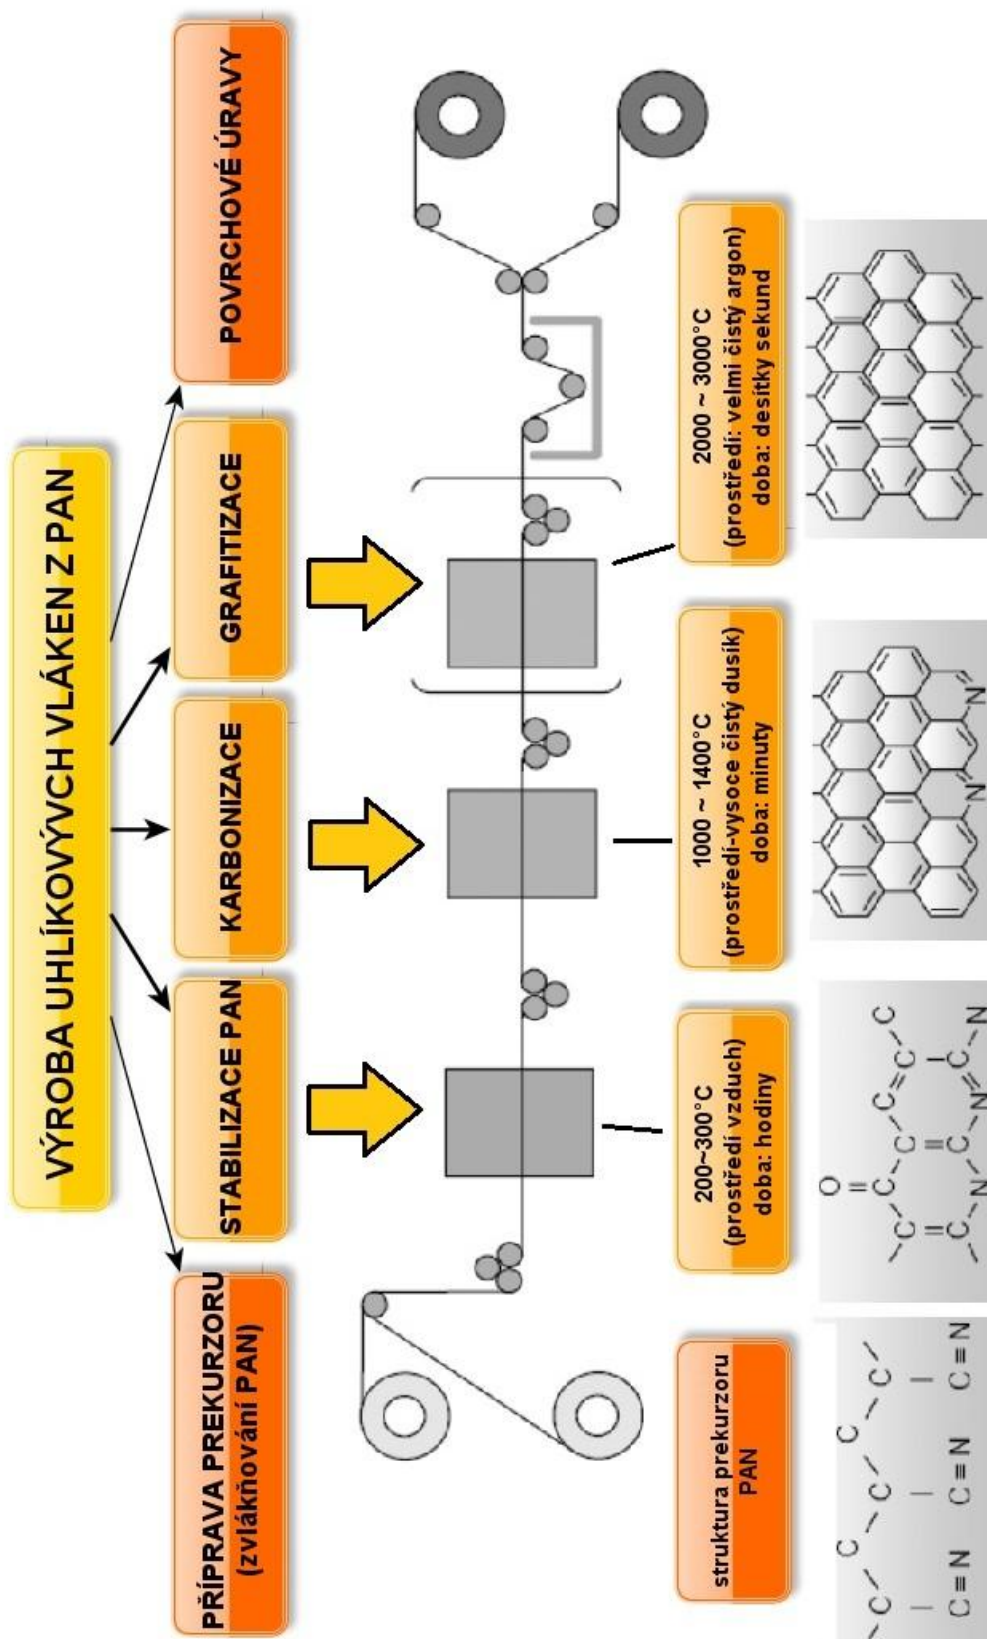 VÝROBA UHLÍKOVÝVCH VLÁKEN Z PAN
PŘÍPRAVA PREKURZORU
(zvlákňování PAN)
STABILIZACE PAN
KARBONIZACE
GRAFITIZACE
POVRCHOVÉ ÚRAVY
struktura prekurzoru
PAN
200~300°C
(prostředí vzduch)
doba: hodiny
1000 ~ 1400°C
(prostředí-vysoce čistý dusík)
doba: minuty
2000 ~ 3000°C
(prostředí: velmi čistý argon)
doba: desítky sekund
C C
C C C
C≡N C≡N C≡N
O
C C C C
C C C
C C C
N N N
N N